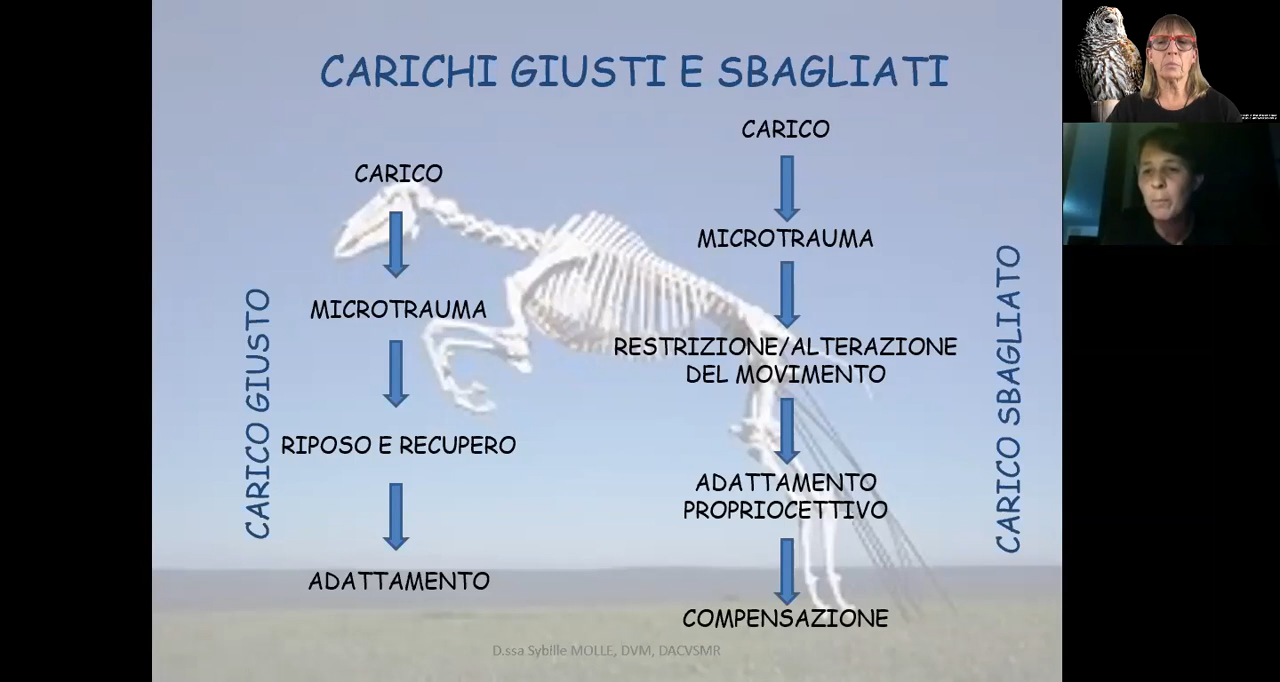 CARICHI GIUSTI E SBAGLIATI
CARICO GIUSTO
CARICO
MICROTRAUMA
RIPOSO E RECUPERO
ADATTAMENTO
CARICO
MICROTRAUMA
RESTRIZIONE/ALTERAZIONE
DEL MOVIMENTO
ADATTAMENTO
PROPRIOCETTIVO
COMPENSAZIONE
CARICO SBAGLIATO
D.ssa Sybille MOLLE, DVM, DACVSMR